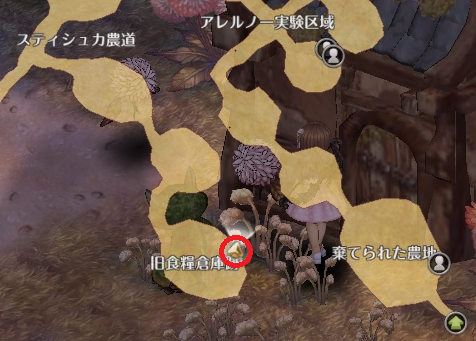 アレルノー実験区域
スティシュカ農道
旧食糧倉庫
棄てられた農地